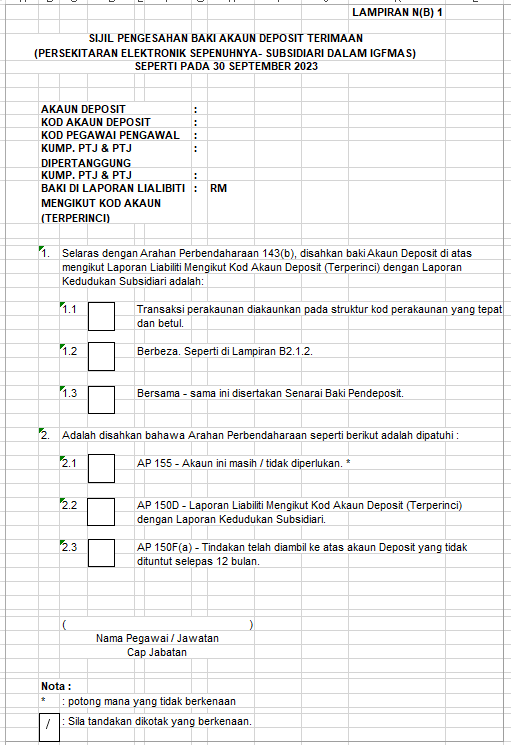 LAMPIRAN N(B) 1
SIJIL PENGESAHAN BAKI AKAUN DEPOSIT TERIMAAN
(PERSEKITARAN ELEKTRONIK SEPENUHNYA- SUBSIDIARI DALAM IGFMAS)
SEPERTI PADA 30 SEPTEMBER 2023
AKAUN DEPOSIT :
KOD AKAUN DEPOSIT :
KOD PEGAWAI PENGAWAL :
KUMP. PTJ & PTJ :
DIPERTANGGUNG
KUMP. PTJ & PTJ :
BAKI DI LAPORAN LIALIBITI : RM
MENGIKUT KOD AKAUN
(TERPERINCI)
1. Selaras dengan Arahan Perbendaharaan 143(b), disahkan baki Akaun Deposit di atas
mengikut Laporan Liabiliti Mengikut Kod Akaun Deposit (Terperinci) dengan Laporan
Kedudukan Subsidiari adalah:
1.1 Transaksi perakaunan diakaunkan pada struktur kod perakaunan yang tepat
dan betul.
1.2 Berbeza. Seperti di Lampiran B2.1.2.
1.3 Bersama - sama ini disertakan Senarai Baki Pendeposit.
2. Adalah disahkan bahawa Arahan Perbendaharaan seperti berikut adalah dipatuhi :
2.1 AP 155 - Akaun ini masih / tidak diperlukan. *
2.2 AP 150D - Laporan Liabiliti Mengikut Kod Akaun Deposit (Terperinci)
dengan Laporan Kedudukan Subsidiari.
2.3 AP 150F(a) - Tindakan telah diambil ke atas akaun Deposit yang tidak
dituntut selepas 12 bulan.
( )
Nama Pegawai / Jawatan
Cap Jabatan
Nota :
* : potong mana yang tidak berkenaan
/ : Sila tandakan dikotak yang berkenaan.